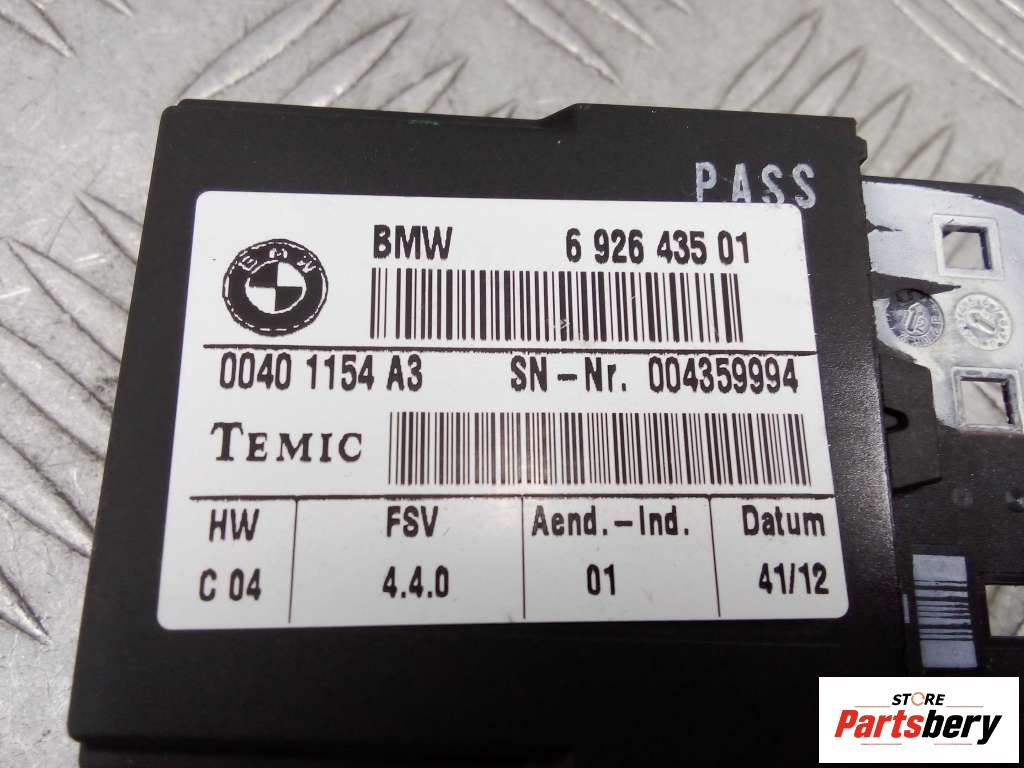 PASS
BMW 6 926 435 01
BMW
0040 1154 A3 SN-Nr. 004359994
TEMIC
HW FSV Aend.-Ind. Datum
C 04 4.4.0 01 41/12
STORE
Partsbery